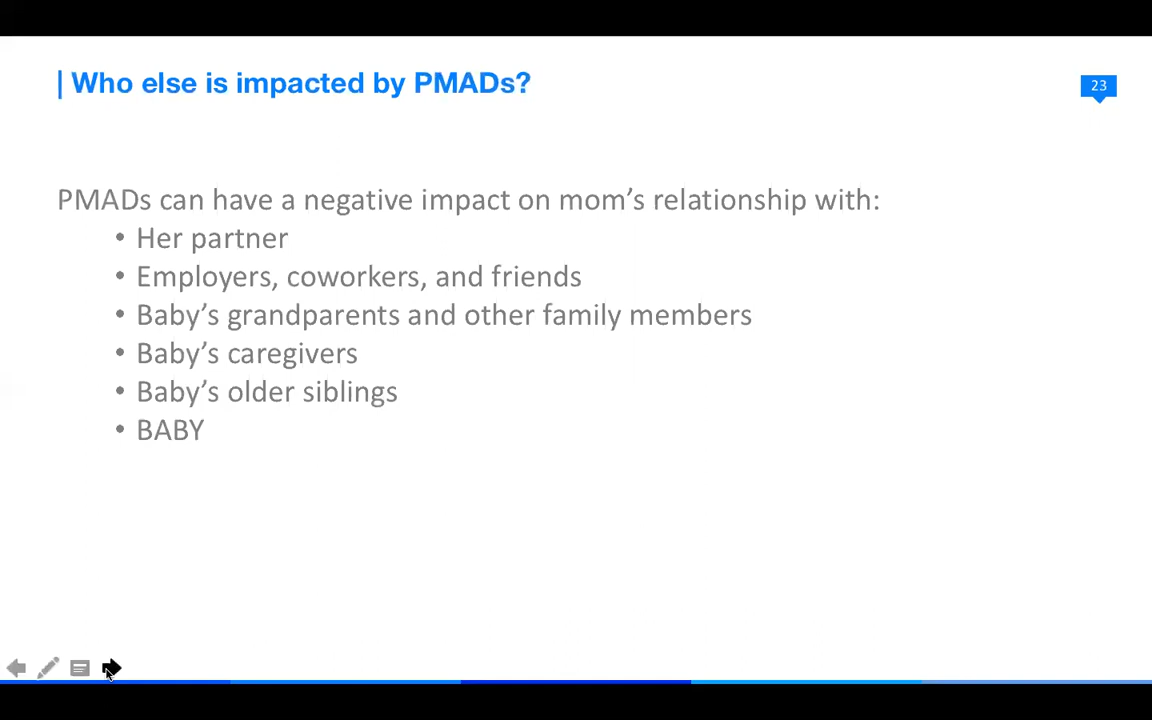 | Who else is impacted by PMADs?
23
PMADs can have a negative impact on mom’s relationship with:
• Her partner
• Employers, coworkers, and friends
• Baby’s grandparents and other family members
• Baby’s caregivers
• Baby’s older siblings
• BABY